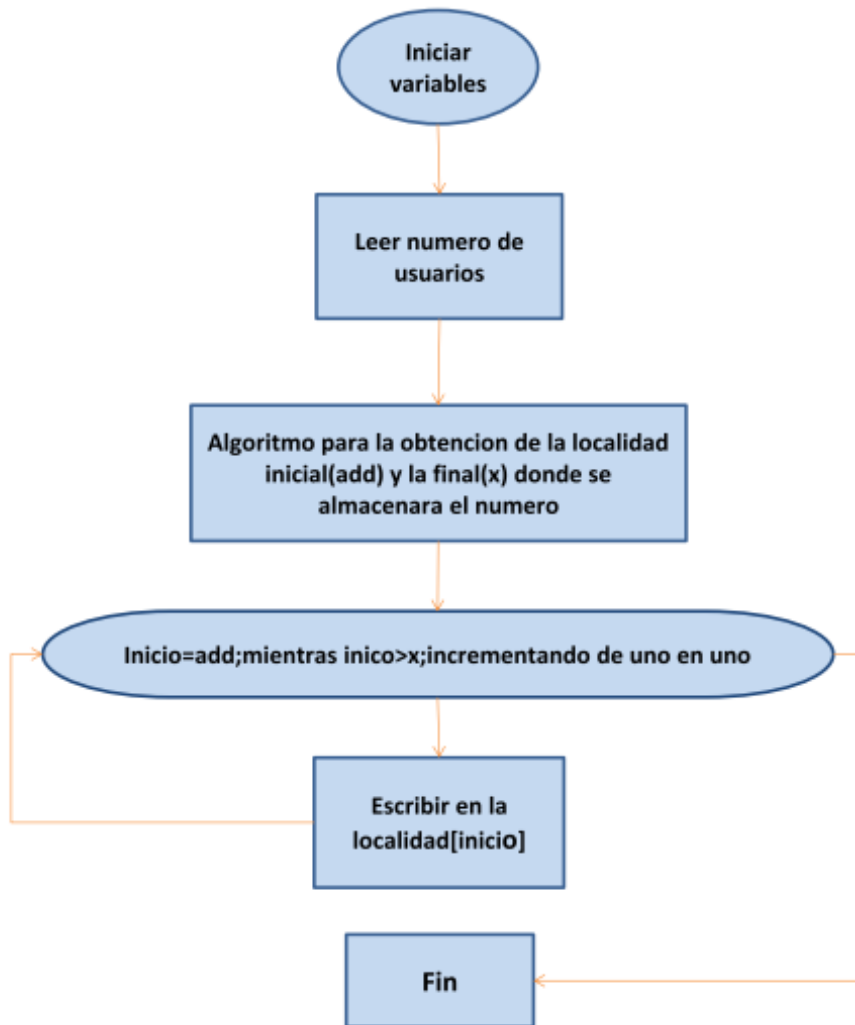 Iniciar
variables
Leer numero de
usuarios
Algoritmo para la obtencion de la localidad
inicial(add) y la final(x) donde se
almacenara el numero
Inicio=add;mientras inico>x;incrementando de uno en uno
Escribir en la
localidad[inicio]
Fin